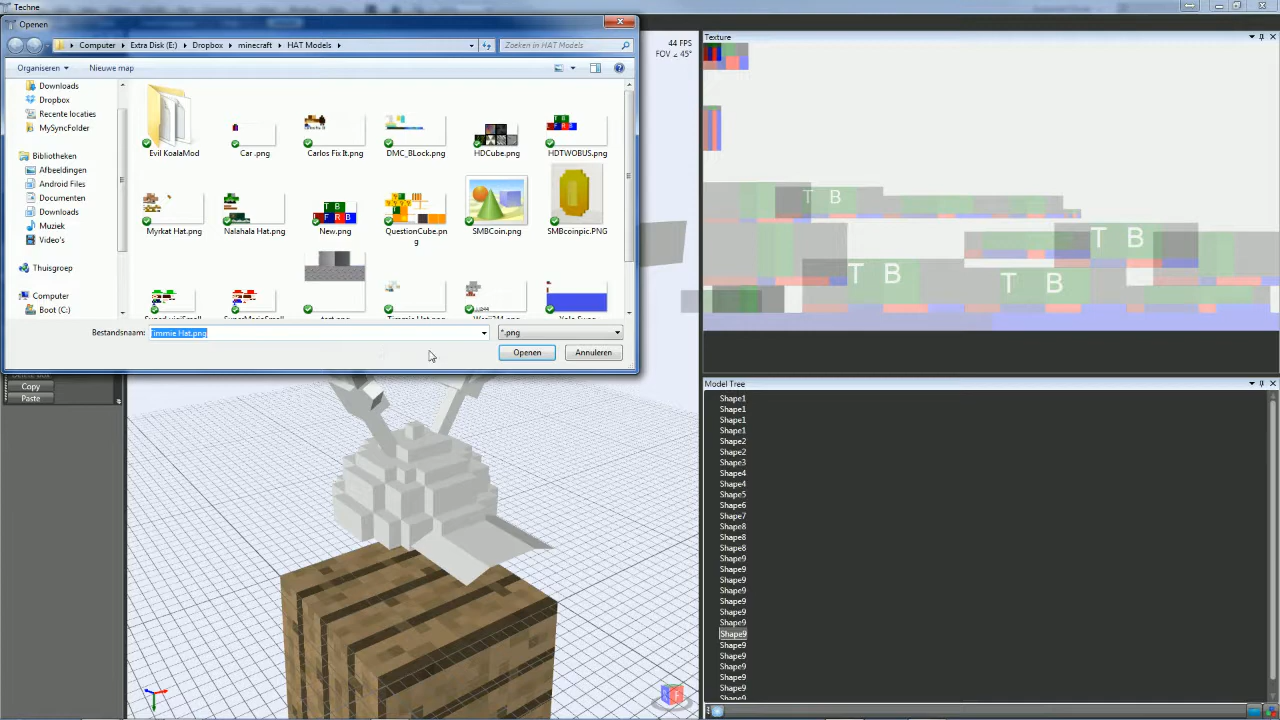 Techne
Openen
Computer ▸ Extra Disk (E:) ▸ Dropbox ▸ minecraft ▸ HAT Models ▸
Zoeken in HAT Models
Organiseren
Nieuwe map
Downloads
Dropbox
Recente locaties
MySyncFolder
Bibliotheken
Afbeeldingen
Android Files
Documenten
Downloads
Muziek
Video's
Thuisgroep
Computer
Boot (C:)
Evil KoalaMod
Car .png
Carlos Fix It.png
DMC_BLock.png
HDCube.png
HDTWOBUS.png
Myrkat Hat.png
Nalahala Hat.png
New.png
QuestionCube.png
SMBCoin.png
SMBcoinpic.PNG
Timmie Hat.png
Bestandsnaam:
Timmie Hat.png
*.png
Openen
Annuleren
Copy
Paste
44 FPS
FOV ∠ 45°
Texture
T B
T B
T B
T B
Model Tree
Shape1
Shape1
Shape1
Shape1
Shape2
Shape2
Shape3
Shape4
Shape4
Shape5
Shape6
Shape7
Shape8
Shape8
Shape8
Shape9
Shape9
Shape9
Shape9
Shape9
Shape9
Shape9
Shape9
Shape9
Shape9
Shape9
Shape9
Shape9
Shape9